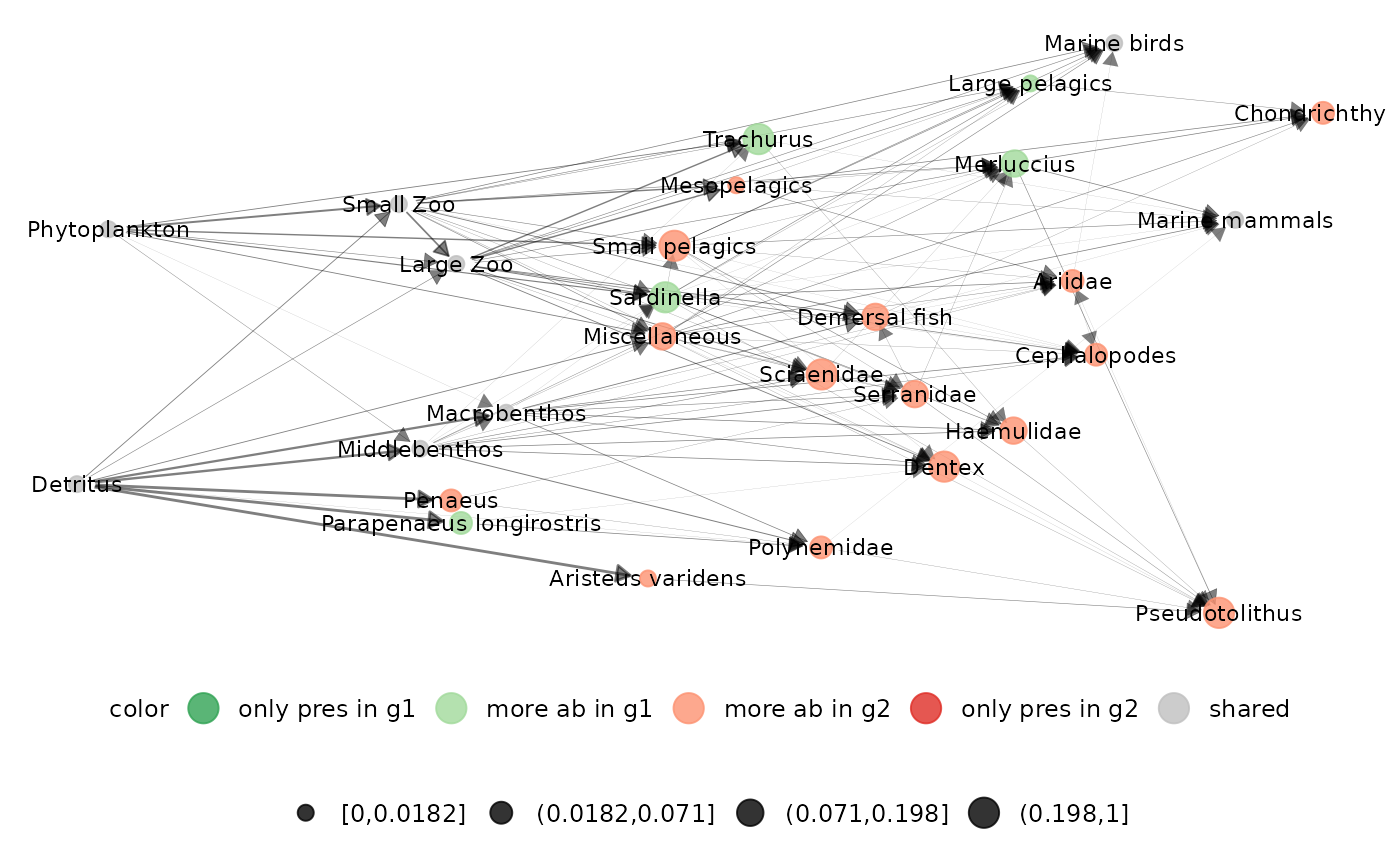 Marine birds
Large pelagics
Chondrichthy
Trachurus
Merluccius
Mesopelagics
Small Zoo
Marine mammals
Phytoplankton
Small pelagics
Large Zoo
Ariidae
Sardinella
Demersal fish
Miscellaneous
Cephalopodes
Sciaenidae
Serranidae
Macrobenthos
Haemulidae
Middlebenthos
Dentex
Detritus
Penaeus
Parapenaeus longirostris
Polynemidae
Aristeus varidens
Pseudotolithus
color only pres in g1 more ab in g1 more ab in g2 only pres in g2 shared
[0,0.0182] (0.0182,0.071] (0.071,0.198] (0.198,1]